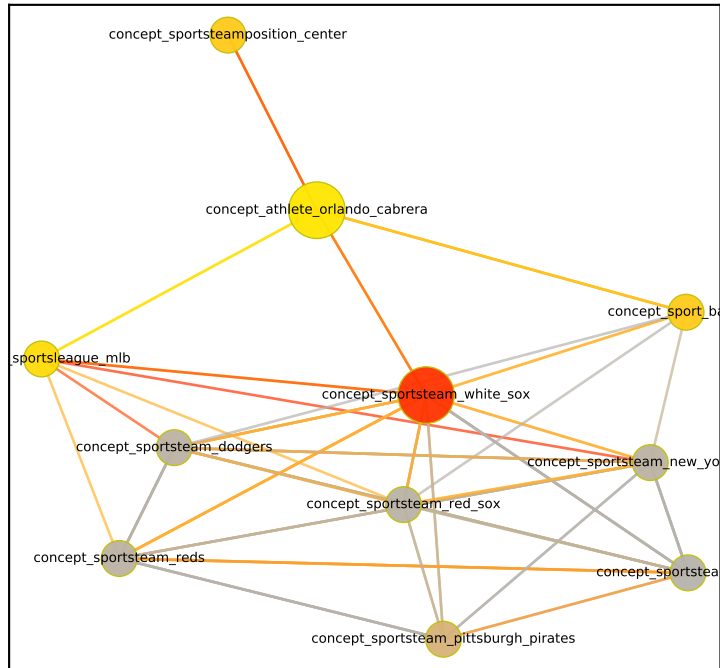 concept_sportsteamposition_center
concept_athlete_orlando_cabrera
concept_sport_ba
_sportsleague_mlb
concept_sportsteam_white_sox
concept_sportsteam_dodgers
concept_sportsteam_new_yo
concept_sportsteam_red_sox
concept_sportsteam_reds
concept_sportstea
concept_sportsteam_pittsburgh_pirates